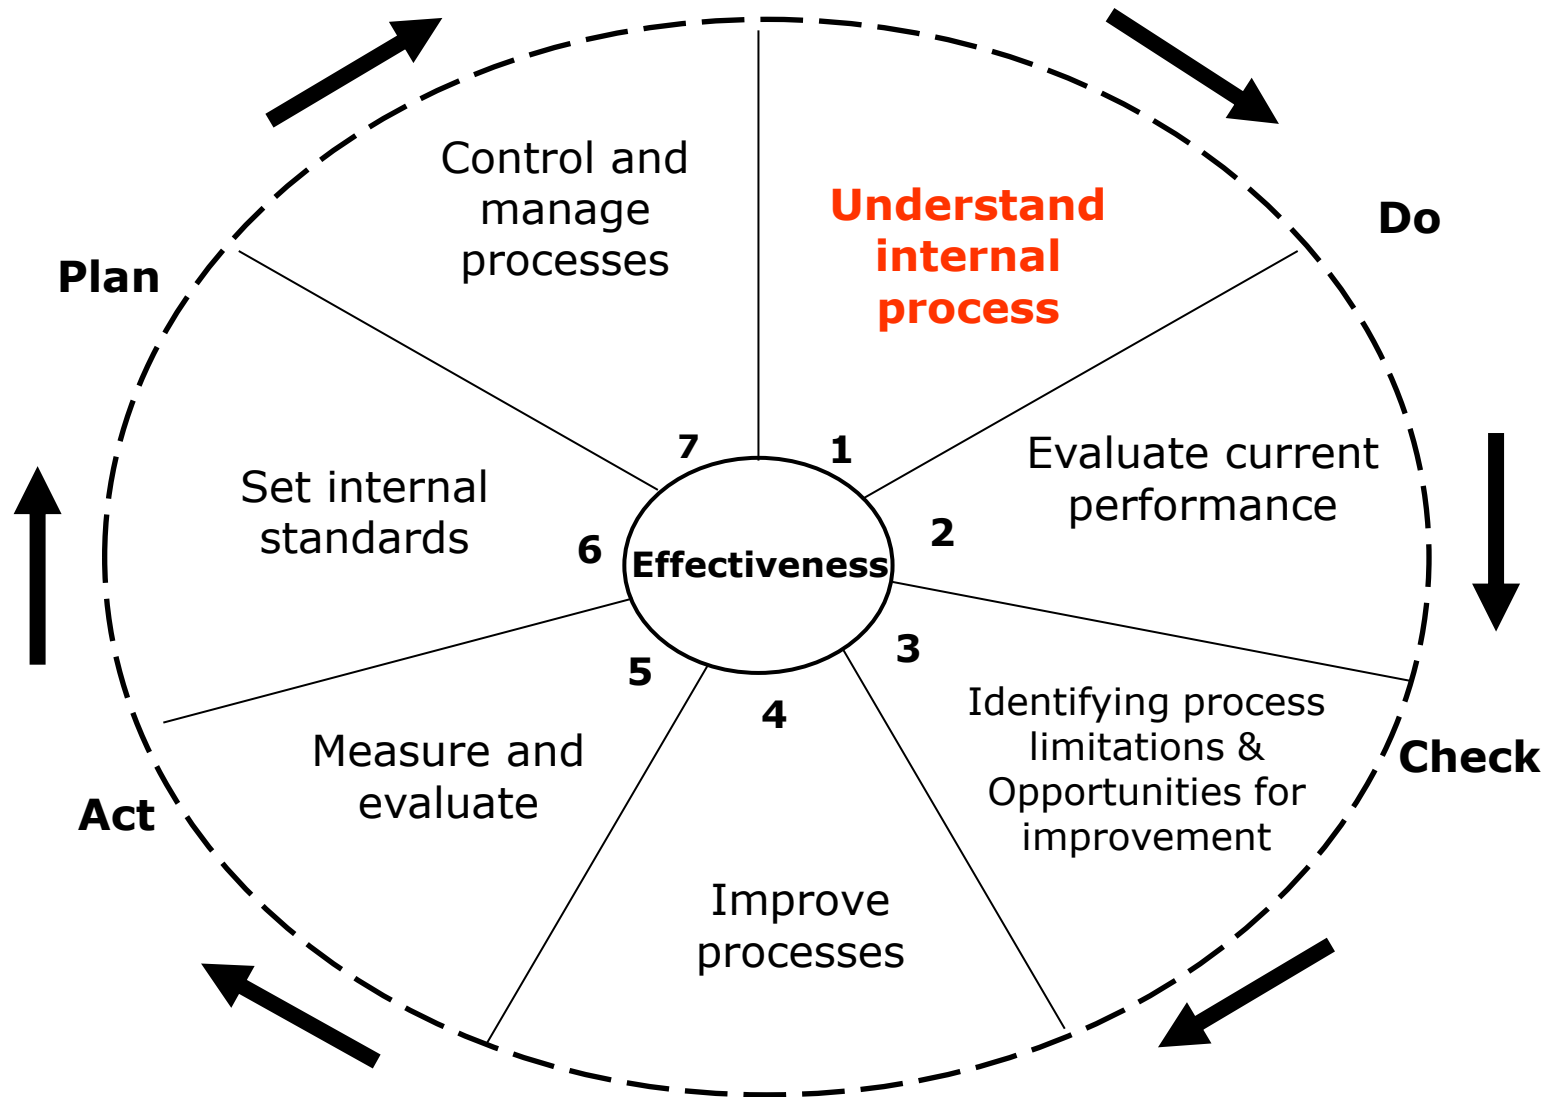 Control and
manage
processes
Understand
internal
process
Do
Plan
7
1
Evaluate current
performance
Set internal
standards
2
6
Effectiveness
3
5
4
Identifying process
limitations &
Opportunities for
improvement
Check
Measure and
evaluate
Act
Improve
processes